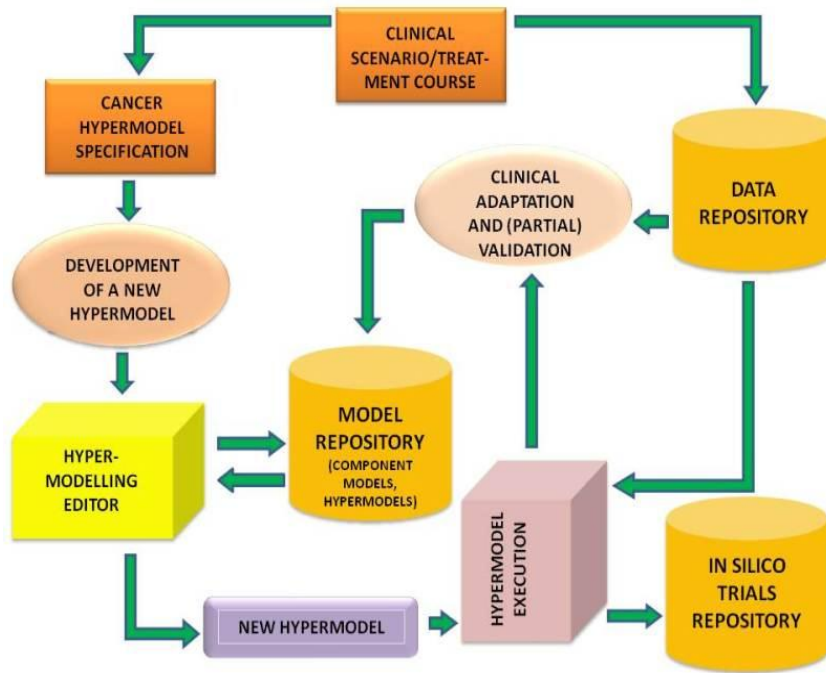 CLINICAL
SCENARIO/TREAT-
MENT COURSE
CANCER
HYPERMODEL
SPECIFICATION
CLINICAL
ADAPTATION
AND (PARTIAL)
VALIDATION
DATA
REPOSITORY
DEVELOPMENT
OF A NEW
HYPERMODEL
MODEL
REPOSITORY
(COMPONENT
MODELS,
HYPERMODELS)
HYPER-
MODELLING
EDITOR
HYPERMODEL
EXECUTION
IN SILICO
TRIALS
REPOSITORY
NEW HYPERMODEL